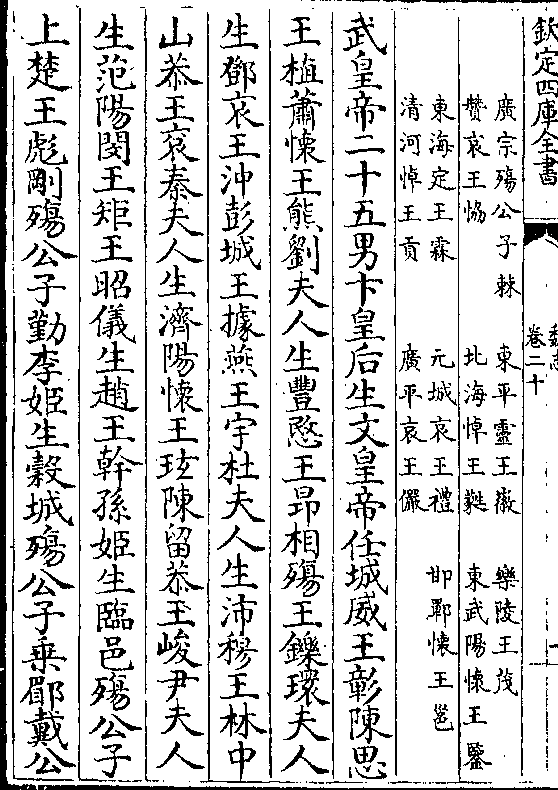 欽定四庫全書
魏志
卷二十
一
廣宗殤公子棘 東平靈王徽 樂陵王茂
賛哀王恊 北海悼王蕤 東武陽懷王鑒
東海定王霖 元城哀王禮 邯鄲懷王邕
清河悼王貢 廣平哀王儼
武皇帝二十五男卞皇后生文皇帝任城威王彰陳思
王植蕭懷王熊劉夫人生豐愍王昂相殤王鑠環夫人
生鄧哀王沖彭城王據燕王宇杜夫人生沛穆王林中
山恭王衮秦夫人生濟陽懷王玹陳留恭王峻尹夫人
生范陽閔王矩王昭儀生趙王幹孫姬生臨邑殤公子
上楚王彪剛殤公子勤李姬生穀城殤公子乗郿戴公